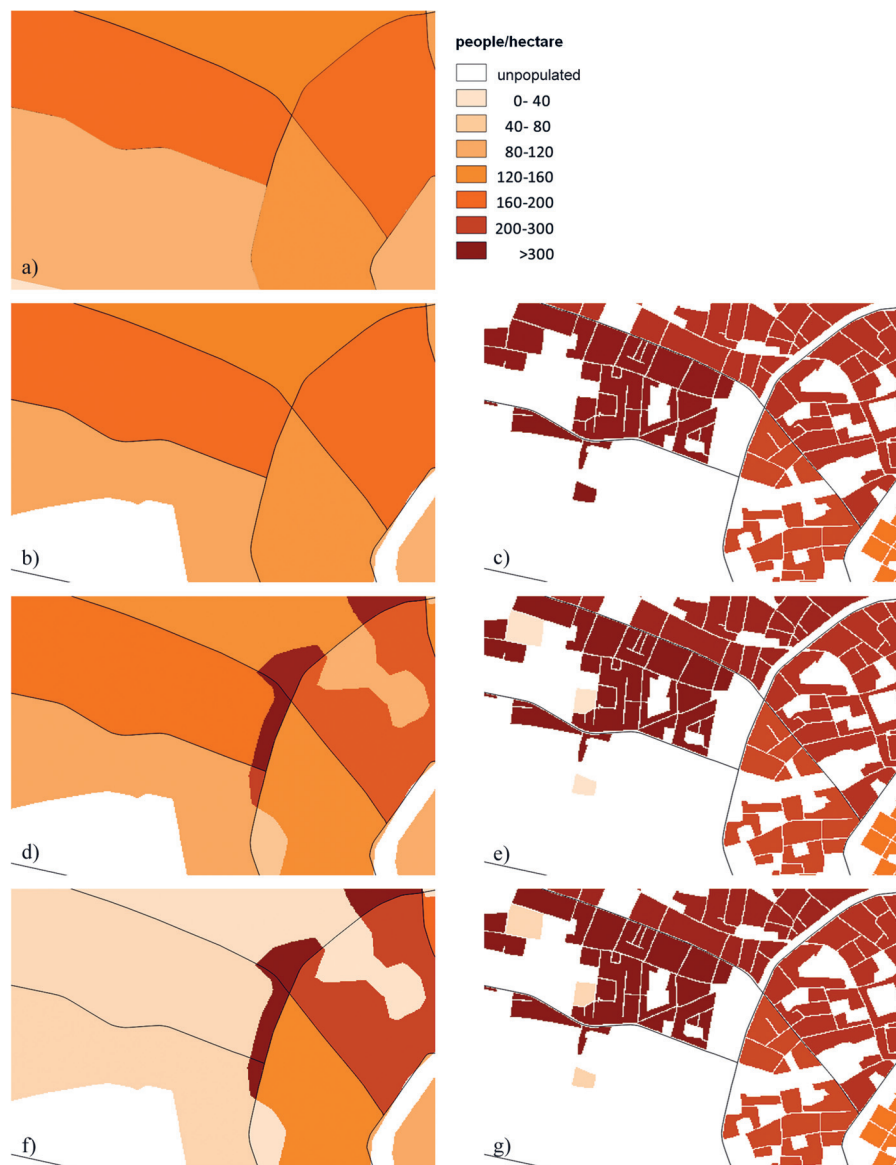 people/hectare
unpopulated
0- 40
40- 80
80-120
120-160
160-200
200-300
>300
a)
b)
c)
d)
e)
f)
g)